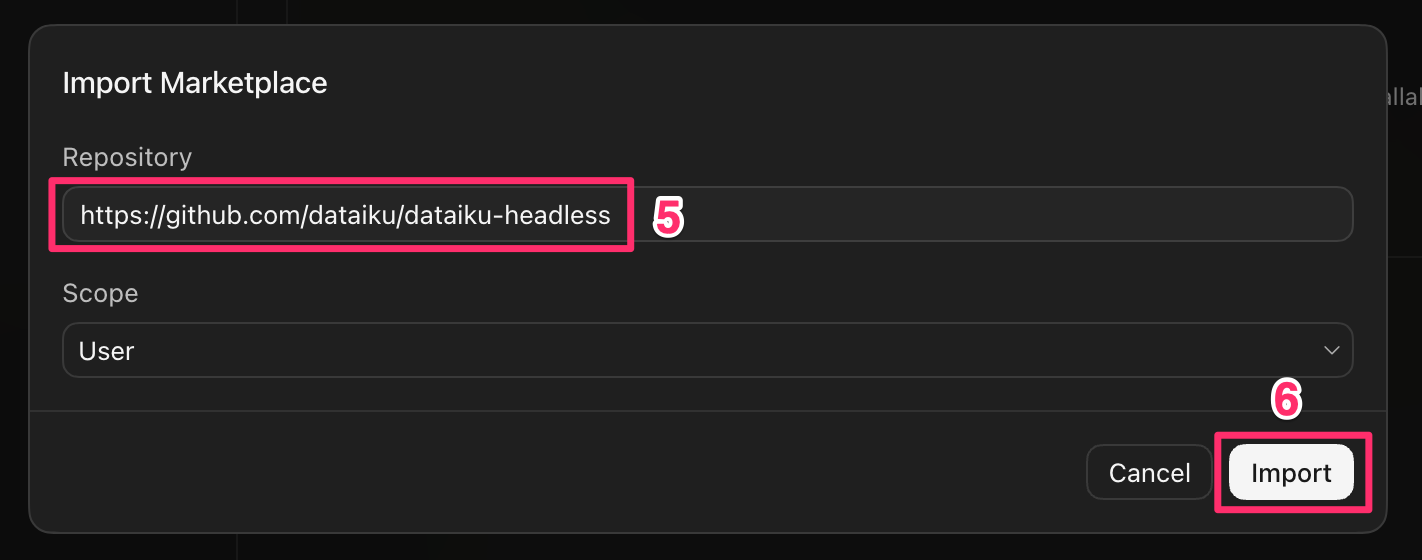 Import Marketplace
Repository
https://github.com/dataiku/dataiku-headless
5
Scope
User
6
Cancel
Import